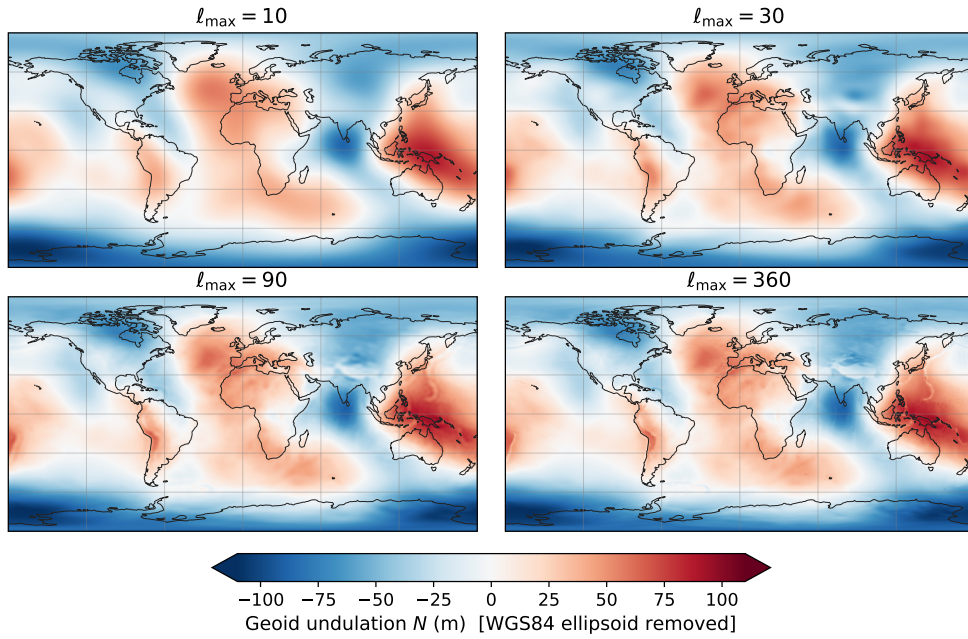 ℓmax = 10
ℓmax = 30
ℓmax = 90
ℓmax = 360
−100 −75 −50 −25 0 25 50 75 100
Geoid undulation N (m) [WGS84 ellipsoid removed]